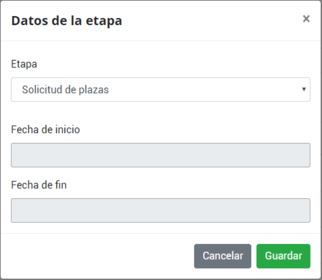 Datos de la etapa
×
Etapa
Solicitud de plazas
Fecha de inicio
Fecha de fin
Cancelar
Guardar